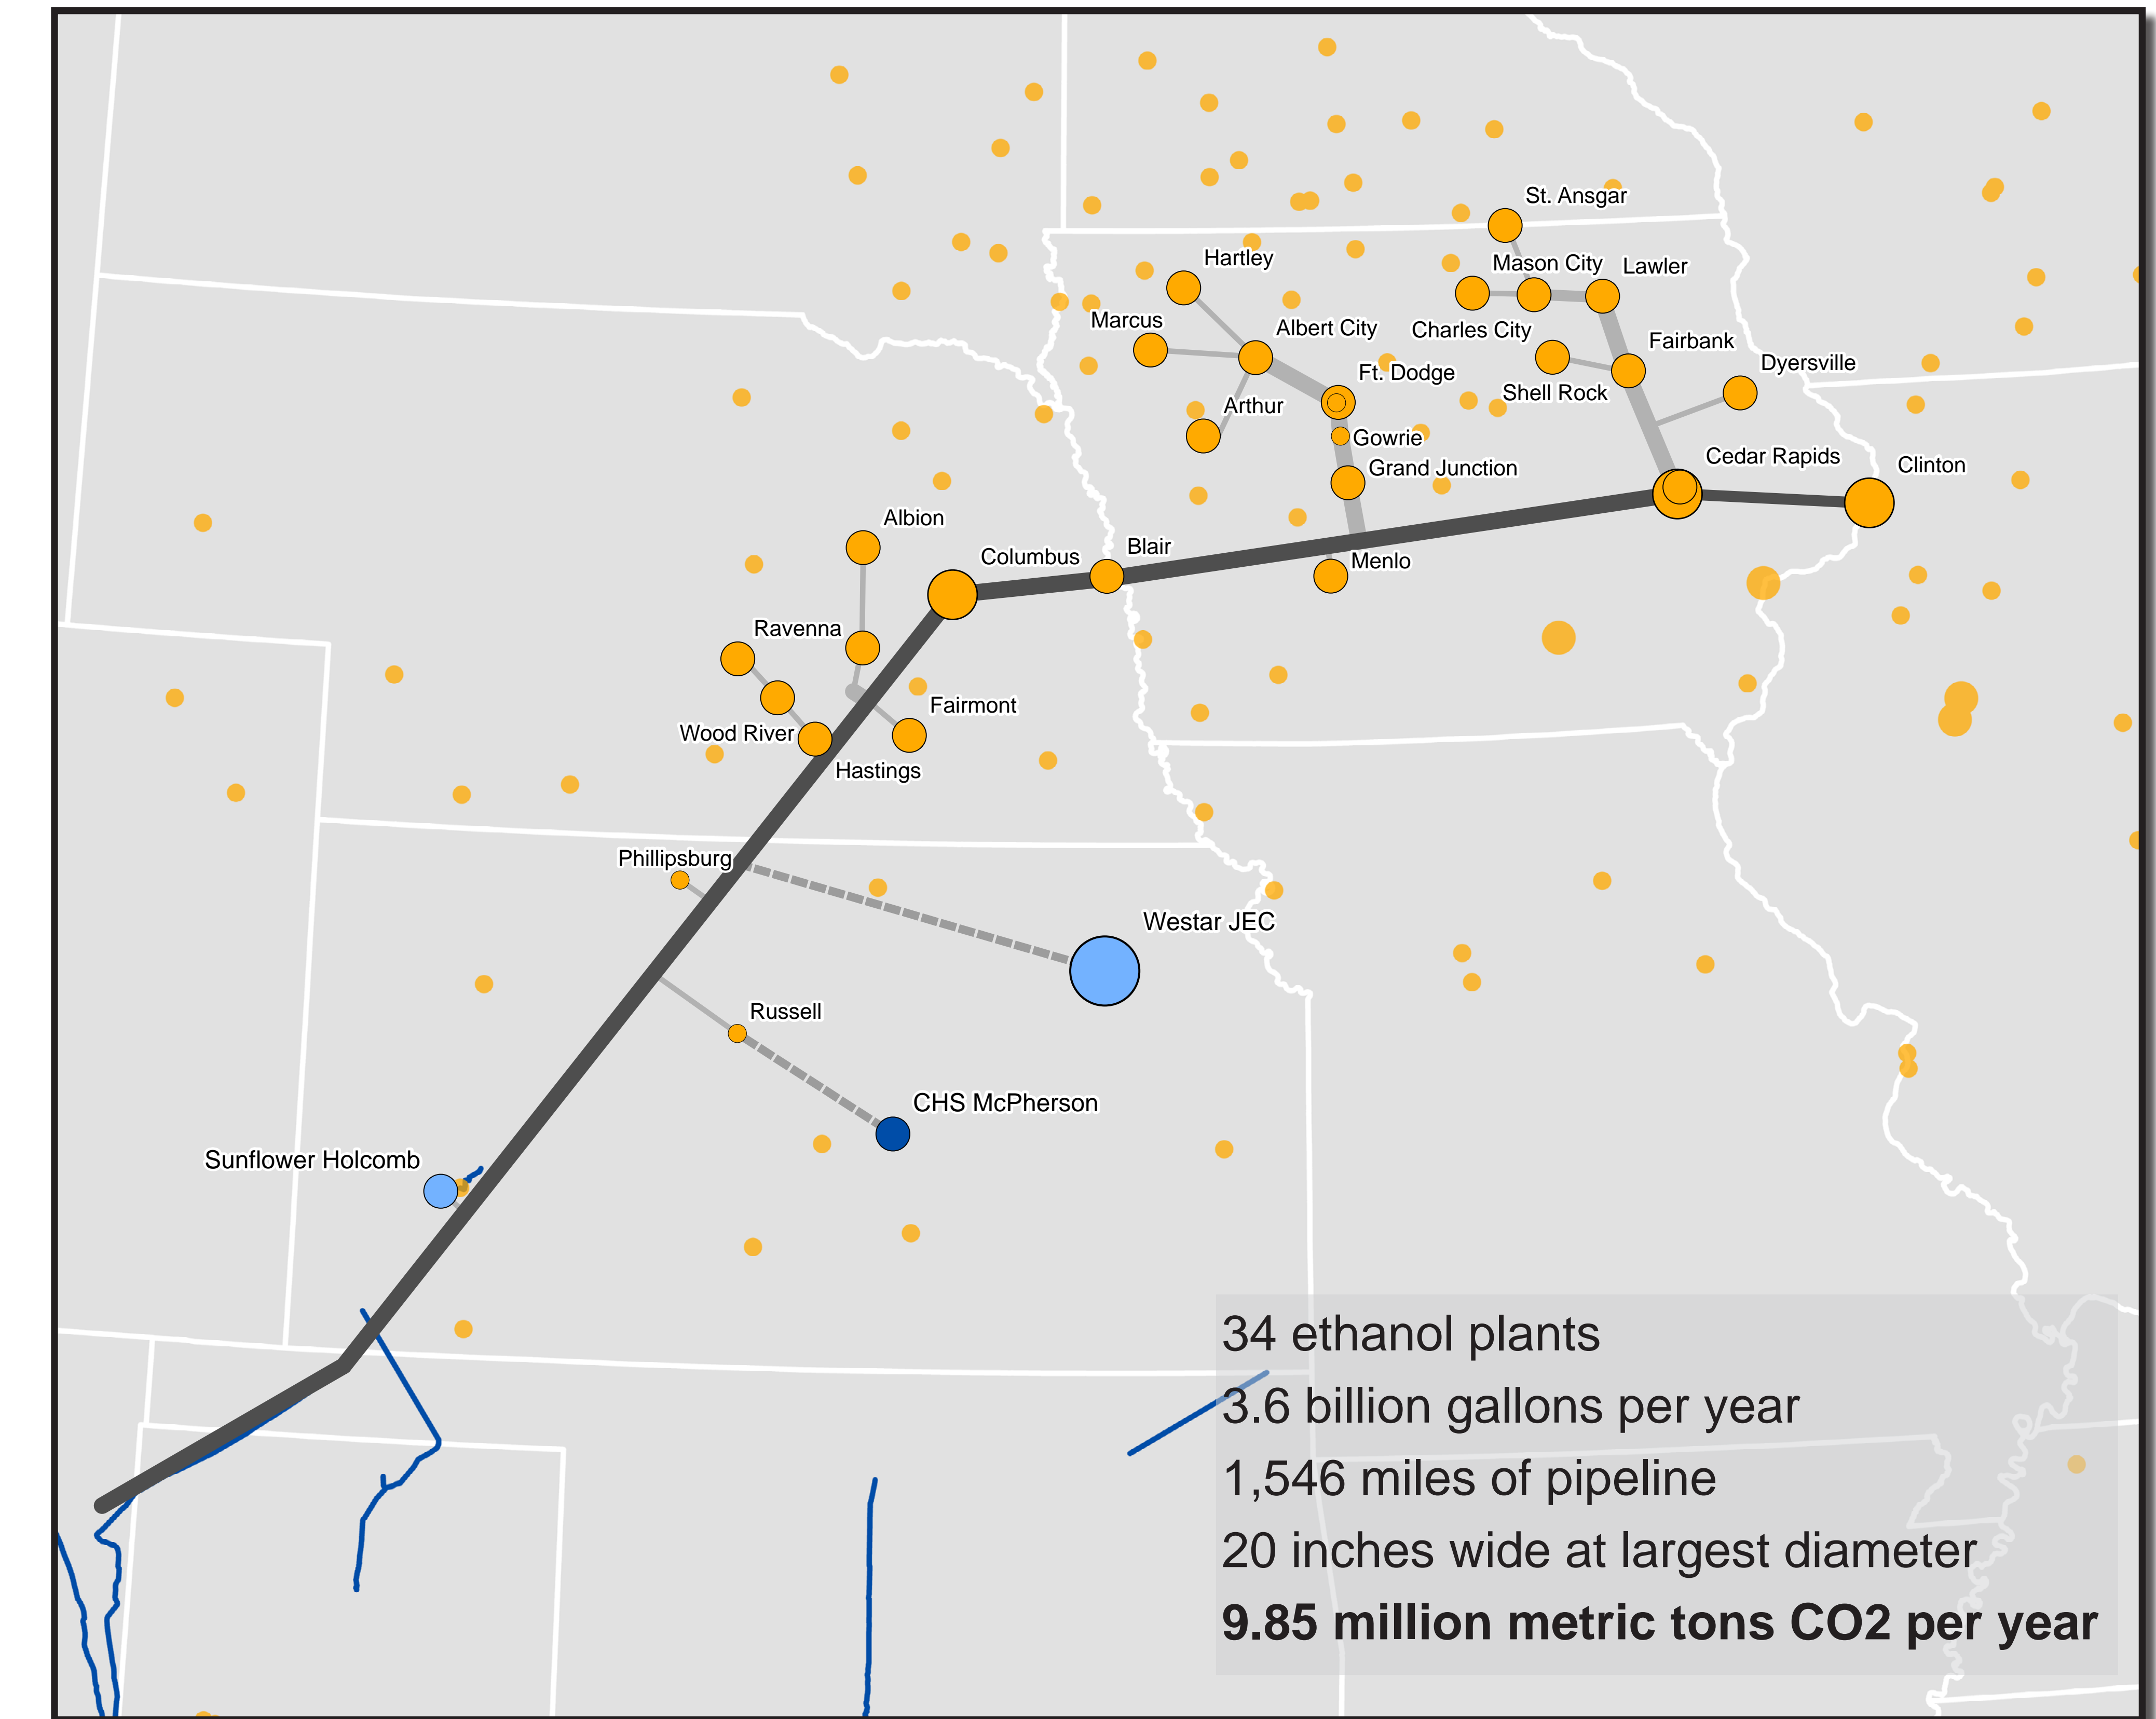 St. Ansgar
Hartley
Mason City
Lawler
Marcus
Albert City
Charles City
Fairbank
Dyersville
Ft. Dodge
Shell Rock
Arthur
Gowrie
Grand Junction
Cedar Rapids
Clinton
Albion
Columbus
Blair
Menlo
Ravenna
Fairmont
Wood River
Hastings
Phillipsburg
Westar JEC
Russell
CHS McPherson
Sunflower Holcomb
34 ethanol plants
3.6 billion gallons per year
1,546 miles of pipeline
20 inches wide at largest diameter
9.85 million metric tons CO2 per year